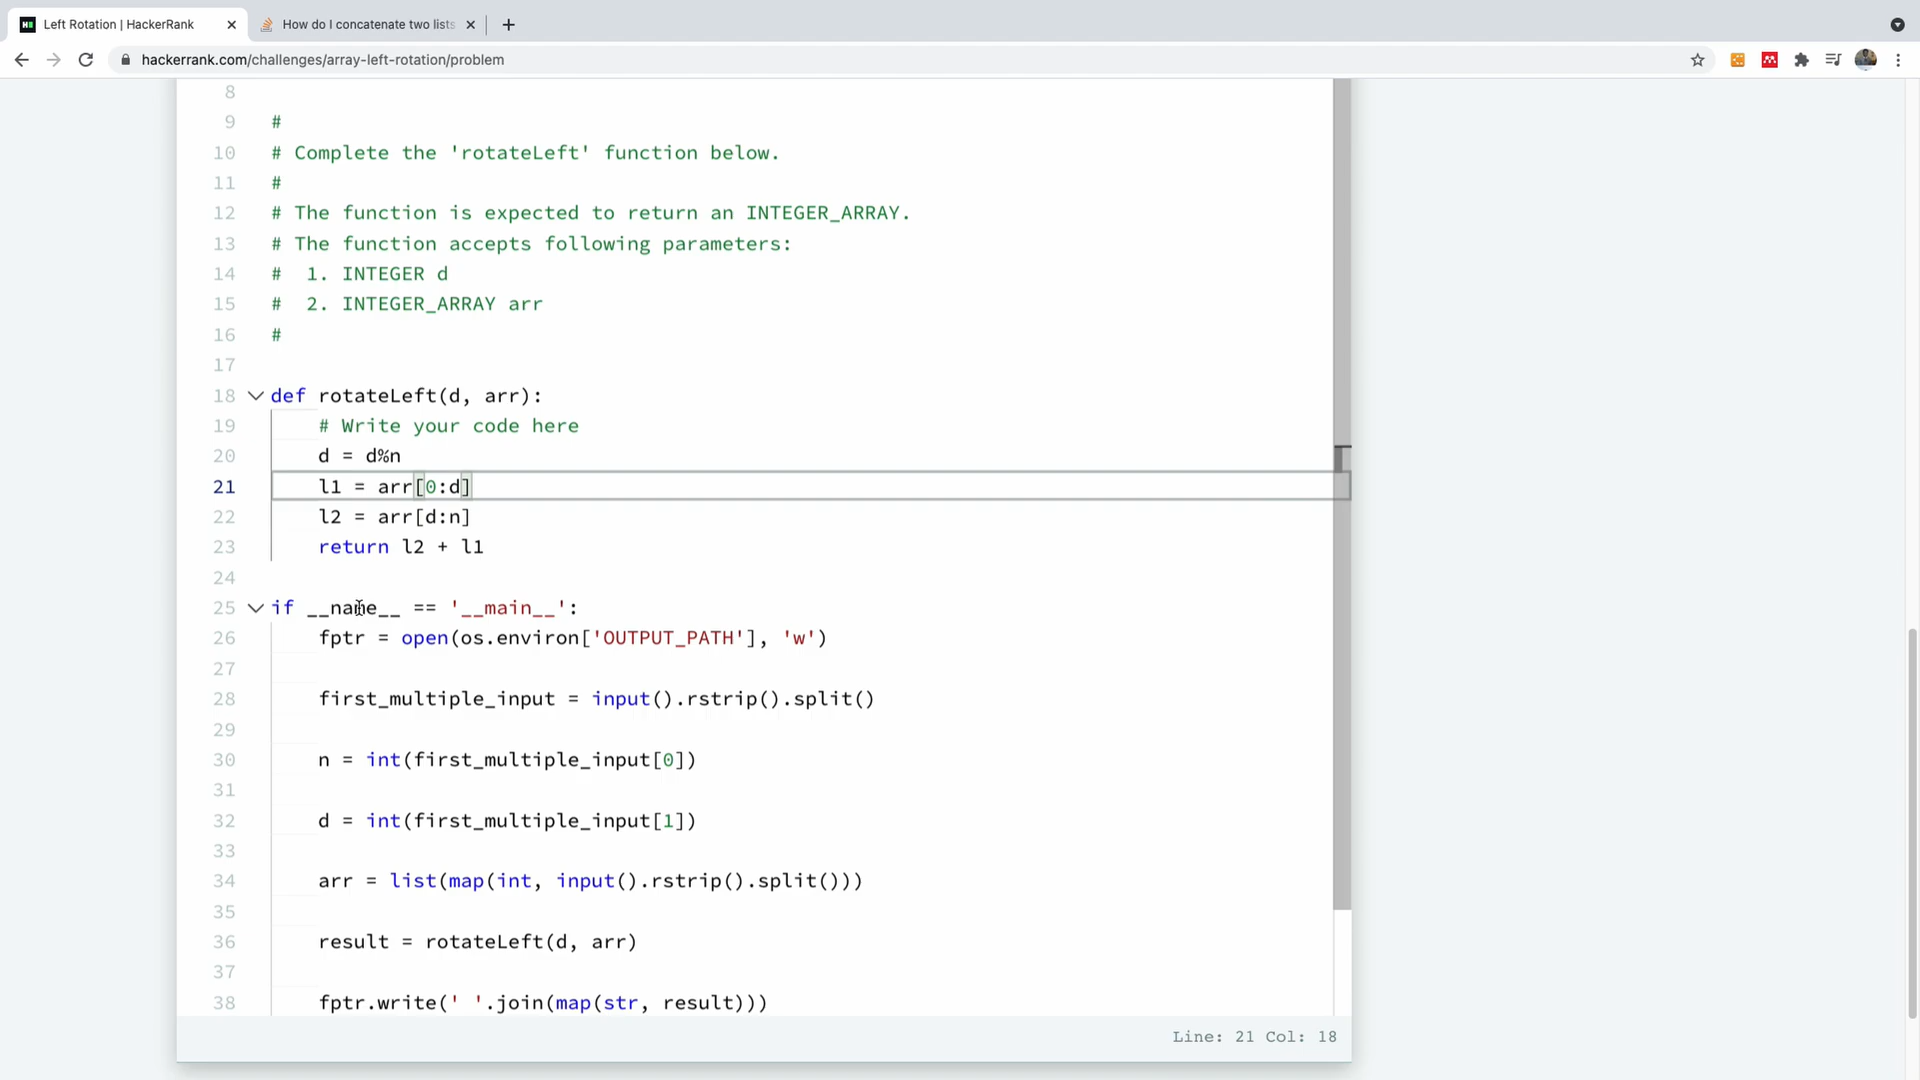 Left Rotation | HackerRank
How do I concatenate two lists
hackerrank.com/challenges/array-left-rotation/problem
8
9 #
10 # Complete the 'rotateLeft' function below.
11 #
12 # The function is expected to return an INTEGER_ARRAY.
13 # The function accepts following parameters:
14 #  1. INTEGER d
15 #  2. INTEGER_ARRAY arr
16 #
17
18 def rotateLeft(d, arr):
19     # Write your code here
20     d = d%n
21     l1 = arr[0:d]
22     l2 = arr[d:n]
23     return l2 + l1
24
25 if __name__ == '__main__':
26     fptr = open(os.environ['OUTPUT_PATH'], 'w')
27
28     first_multiple_input = input().rstrip().split()
29
30     n = int(first_multiple_input[0])
31
32     d = int(first_multiple_input[1])
33
34     arr = list(map(int, input().rstrip().split()))
35
36     result = rotateLeft(d, arr)
37
38     fptr.write(' '.join(map(str, result)))
Line: 21 Col: 18